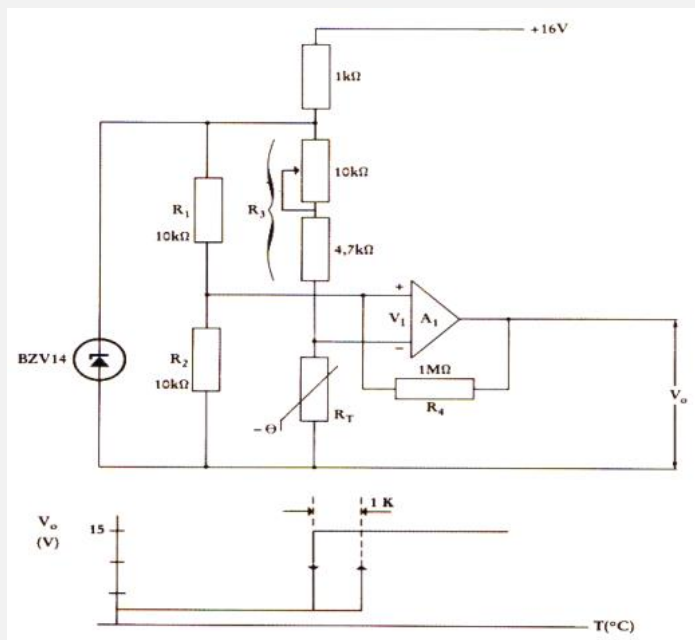 +16V
1kΩ
10kΩ
R3
R1
10kΩ
4,7kΩ
+
V1 A1
−
BZV14
R2
10kΩ
1MΩ
R4
RT
−Θ
Vo
1 K
Vo
(V)
15
T(°C)